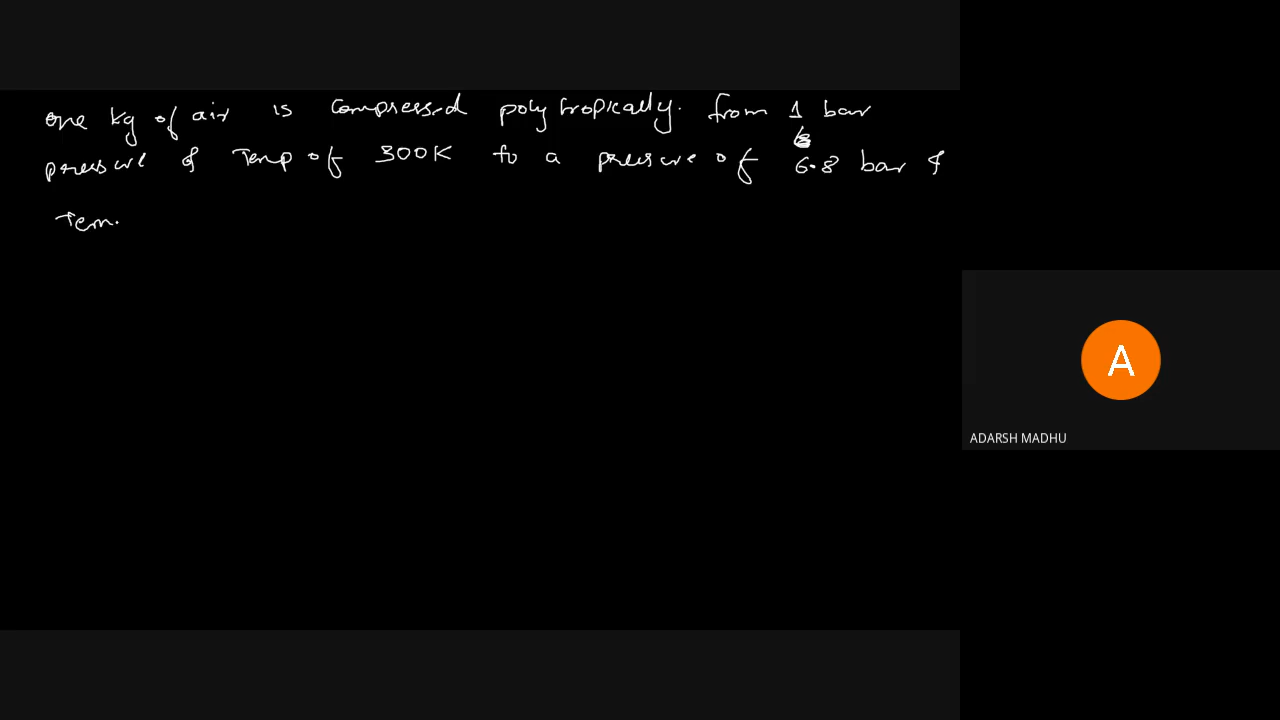 one kg of air is compressed polytropically. from 1 bar
pressure & Temp of 300K to a pressure of 6.8 bar &
Tem.
A
ADARSH MADHU